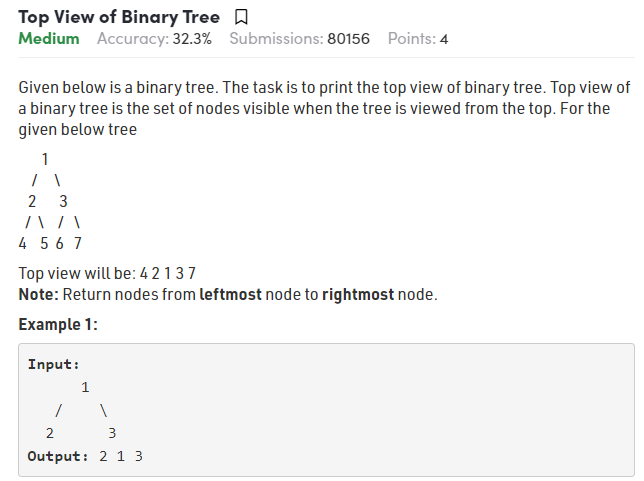 Top View of Binary Tree
Medium Accuracy: 32.3% Submissions: 80156 Points: 4
Given below is a binary tree. The task is to print the top view of binary tree. Top view of
a binary tree is the set of nodes visible when the tree is viewed from the top. For the
given below tree
1
/ \
2 3
/ \ / \
4 5 6 7
Top view will be: 4 2 1 3 7
Note: Return nodes from leftmost node to rightmost node.
Example 1:
Input:
1
/ \
2 3
Output: 2 1 3